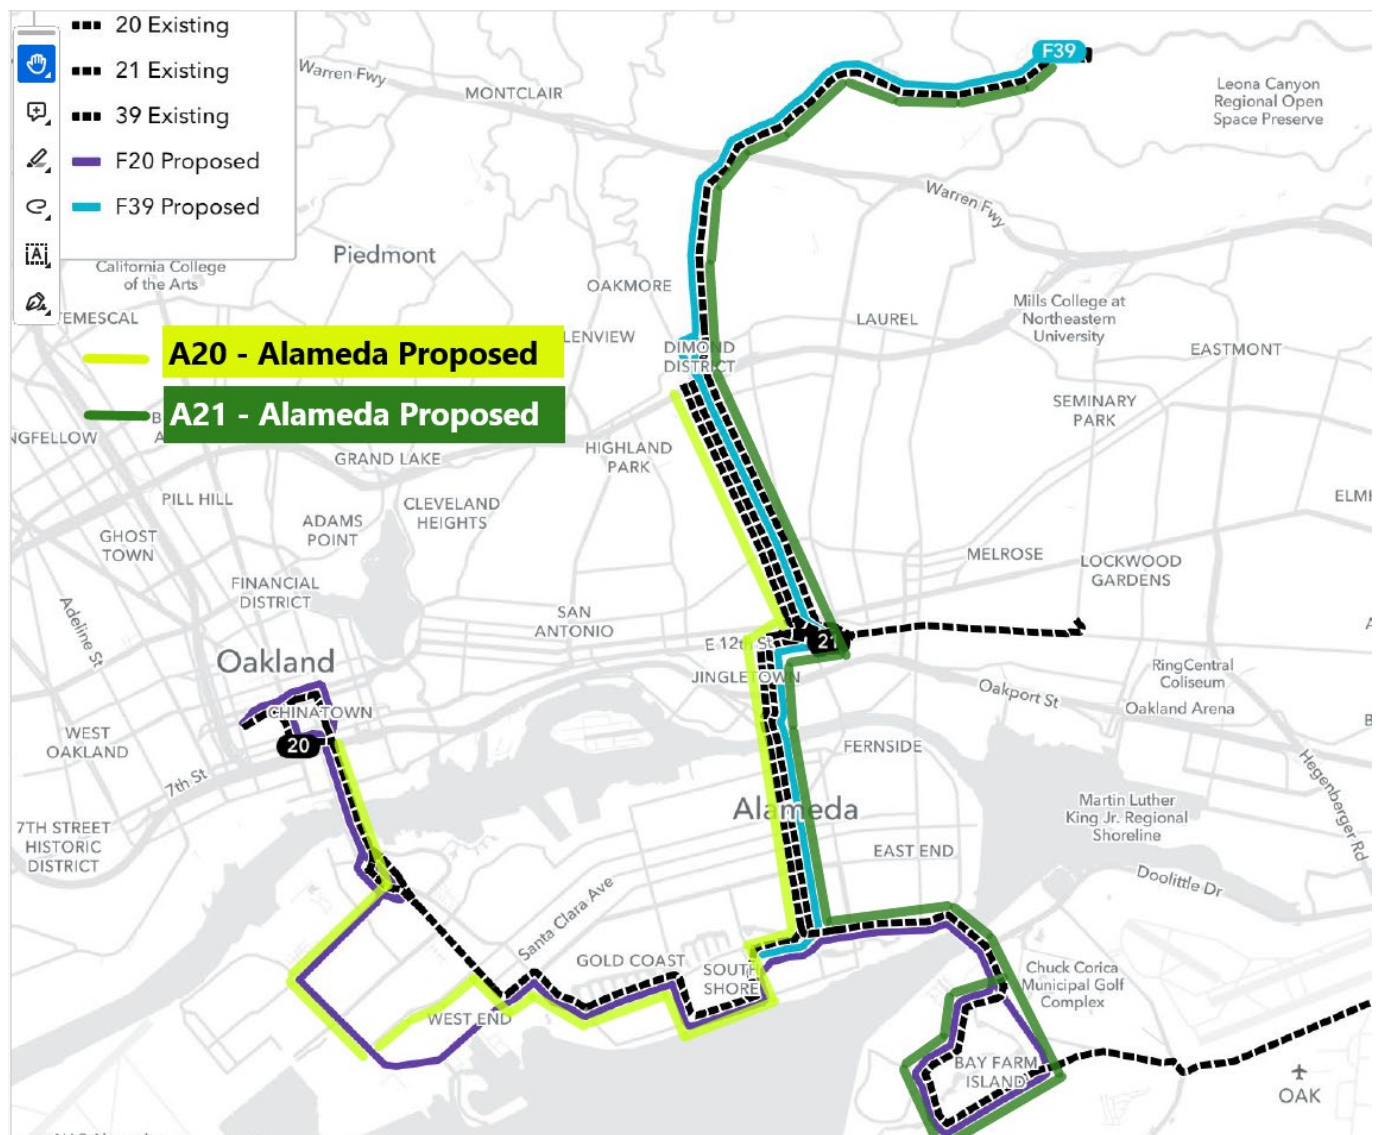 20 Existing
21 Existing
39 Existing
F20 Proposed
F39 Proposed
A
A20 - Alameda Proposed
A21 - Alameda Proposed
F39
Warren Fwy
MONTCLAIR
Leona Canyon
Regional Open
Space Preserve
Warren Fwy
Piedmont
California College
of the Arts
OAKMORE
Mills College at
Northeastern
University
TEMESCAL
LENVIEW
DIMOND
DISTRICT
LAUREL
EASTMONT
SEMINARY
PARK
NGFELLOW
GRAND LAKE
HIGHLAND
PARK
PILL HILL
ADAMS
POINT
CLEVELAND
HEIGHTS
ELMH
GHOST
TOWN
MELROSE
LOCKWOOD
GARDENS
FINANCIAL
DISTRICT
Adeline St
SAN
ANTONIO
E 12th St
21
Oakland
JINGLETOWN
Oakport St
RingCentral
Coliseum
Oakland Arena
CHINATOWN
20
WEST
OAKLAND
7th St
FERNSIDE
Hegenberger Rd
7TH STREET
HISTORIC
DISTRICT
Alameda
Martin Luther
King Jr. Regional
Shoreline
EAST END
Doolittle Dr
Santa Clara Ave
GOLD COAST
SOUTH
SHORE
Chuck Corica
Municipal Golf
Complex
WEST END
BAY FARM
ISLAND
OAK